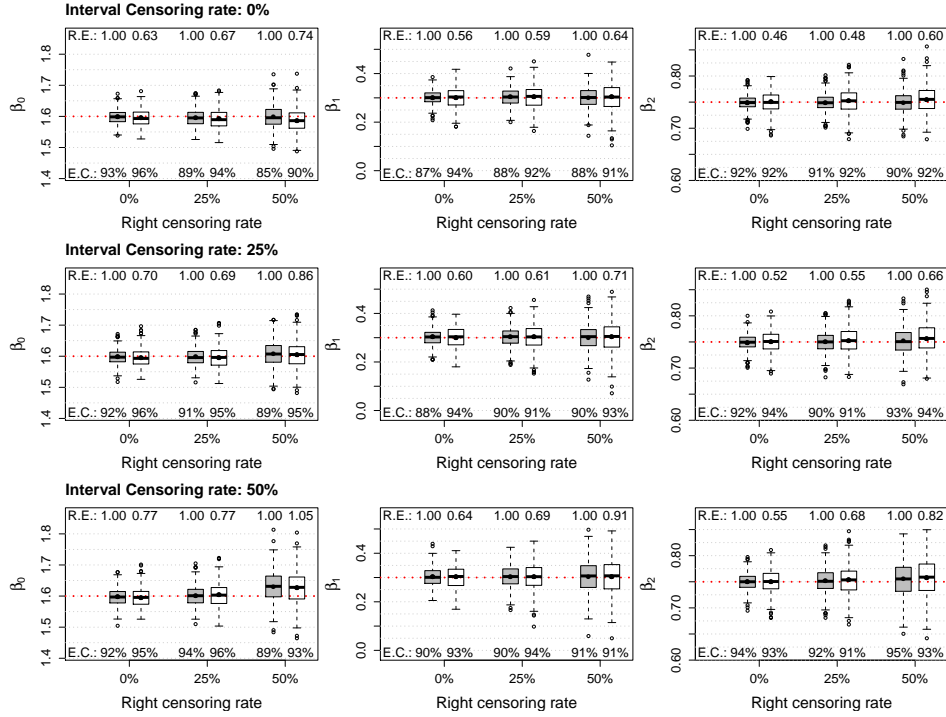 Interval Censoring rate: 0%
R.E.: 1.00 0.63 1.00 0.67 1.00 0.74
β0
1.4 1.5 1.6 1.7 1.8
E.C.: 93% 96% 89% 94% 85% 90%
0% 25% 50%
Right censoring rate
R.E.: 1.00 0.56 1.00 0.59 1.00 0.64
β1
0.0 0.2 0.4
E.C.: 87% 94% 88% 92% 88% 91%
0% 25% 50%
Right censoring rate
R.E.: 1.00 0.46 1.00 0.48 1.00 0.60
β2
0.60 0.70 0.80
E.C.: 92% 92% 91% 92% 90% 92%
0% 25% 50%
Right censoring rate
Interval Censoring rate: 25%
R.E.: 1.00 0.70 1.00 0.69 1.00 0.86
β0
1.4 1.5 1.6 1.7 1.8
E.C.: 92% 96% 91% 95% 89% 95%
0% 25% 50%
Right censoring rate
R.E.: 1.00 0.60 1.00 0.61 1.00 0.71
β1
0.0 0.2 0.4
E.C.: 88% 94% 90% 91% 90% 93%
0% 25% 50%
Right censoring rate
R.E.: 1.00 0.52 1.00 0.55 1.00 0.66
β2
0.60 0.70 0.80
E.C.: 92% 94% 90% 91% 93% 94%
0% 25% 50%
Right censoring rate
Interval Censoring rate: 50%
R.E.: 1.00 0.77 1.00 0.77 1.00 1.05
β0
1.4 1.5 1.6 1.7 1.8
E.C.: 92% 95% 94% 96% 89% 93%
0% 25% 50%
Right censoring rate
R.E.: 1.00 0.64 1.00 0.69 1.00 0.91
β1
0.0 0.2 0.4
E.C.: 90% 93% 90% 94% 91% 91%
0% 25% 50%
Right censoring rate
R.E.: 1.00 0.55 1.00 0.68 1.00 0.82
β2
0.60 0.70 0.80
E.C.: 94% 93% 92% 91% 95% 93%
0% 25% 50%
Right censoring rate